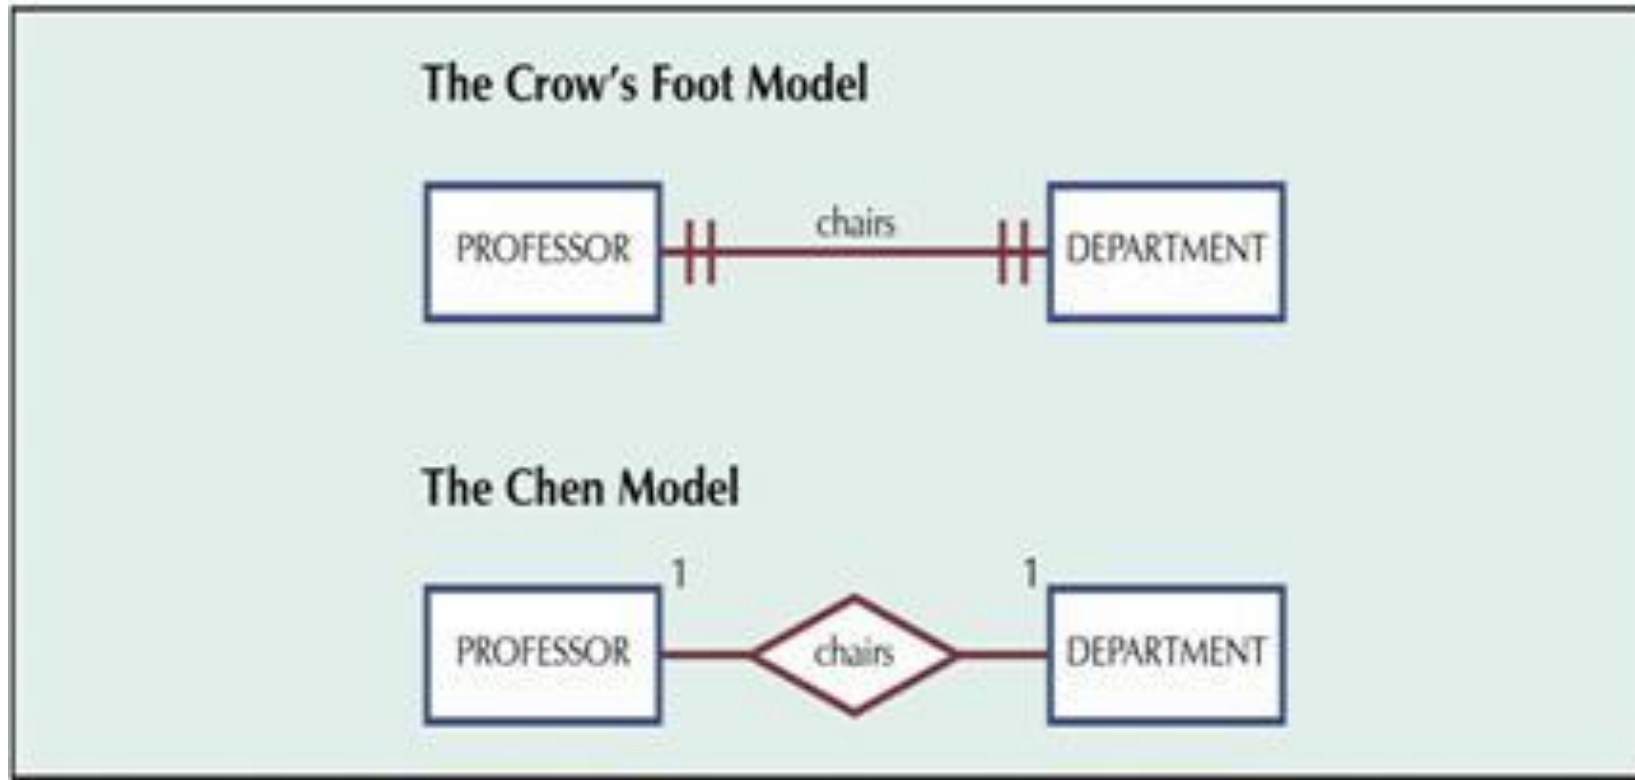 The Crow's Foot Model
chairs
PROFESSOR DEPARTMENT
The Chen Model
1 1
PROFESSOR chairs DEPARTMENT